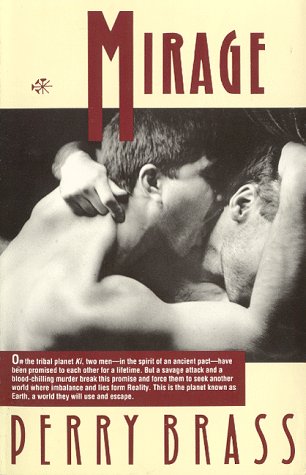 MIRAGE
On the tribal planet Ki, two men—in the spirit of an ancient pact—have
been promised to each other for a lifetime. But a savage attack and a
blood-chilling murder break this promise and force them to seek another
world where imbalance and lies form Reality. This is the planet known as
Earth, a world they will use and escape.
PERRY BRASS